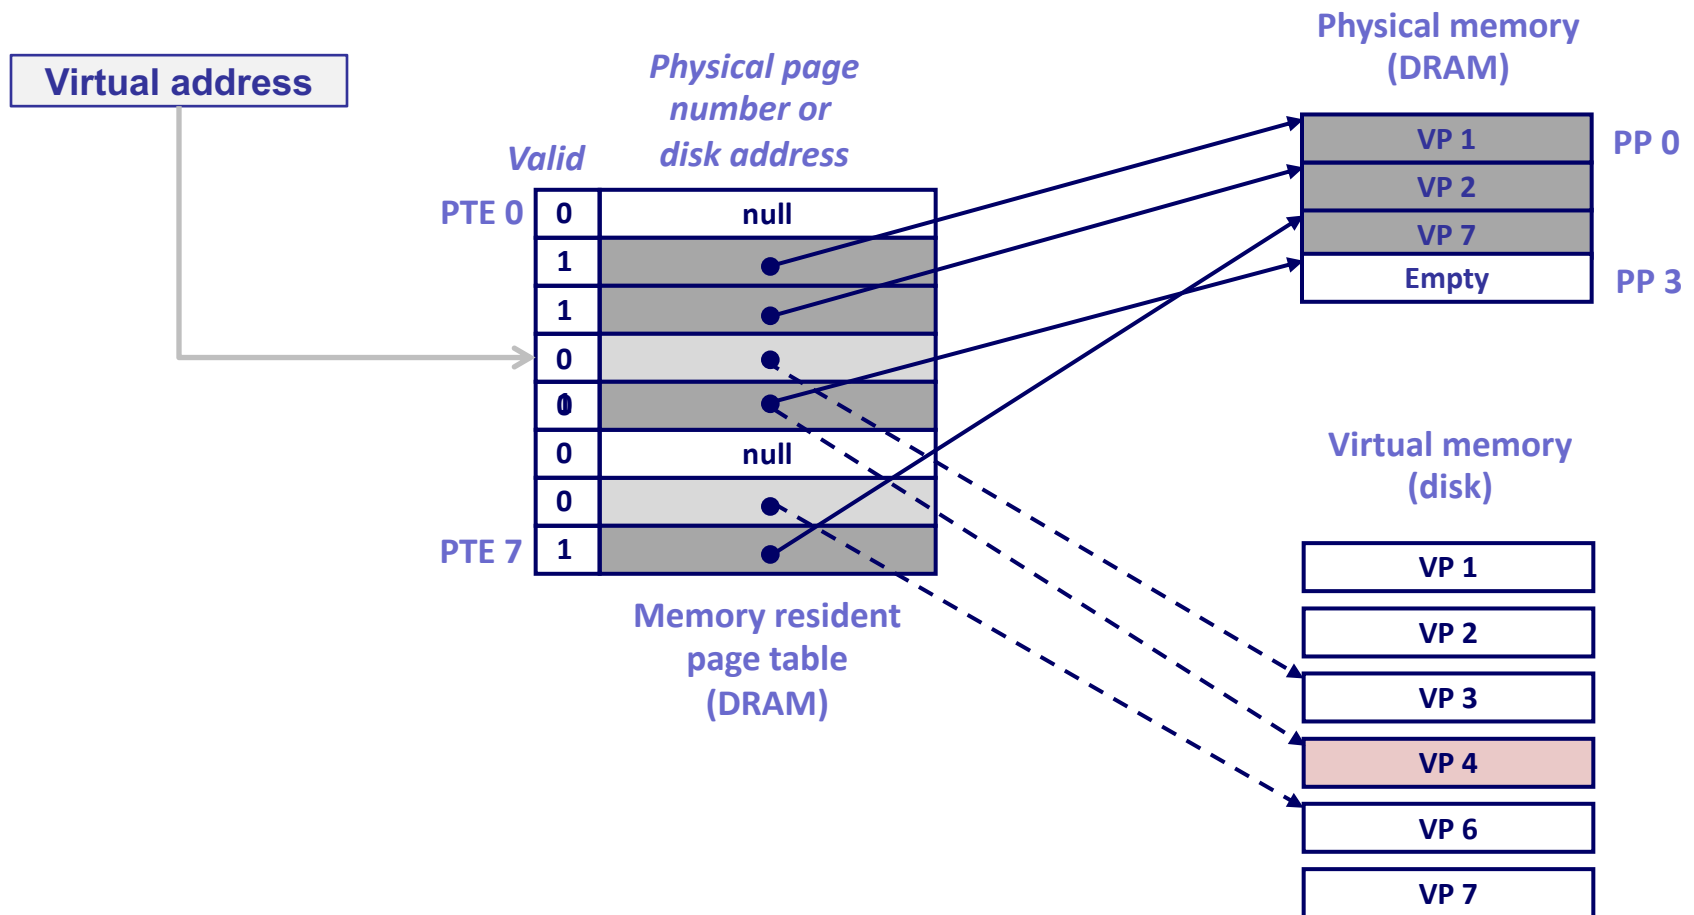 Virtual address
Physical page
number or
disk address
Valid
PTE 0
0
null
1
1
0
0
null
0
PTE 7
1
Memory resident
page table
(DRAM)
Physical memory
(DRAM)
VP 1
PP 0
VP 2
VP 7
Empty
PP 3
Virtual memory
(disk)
VP 1
VP 2
VP 3
VP 4
VP 6
VP 7